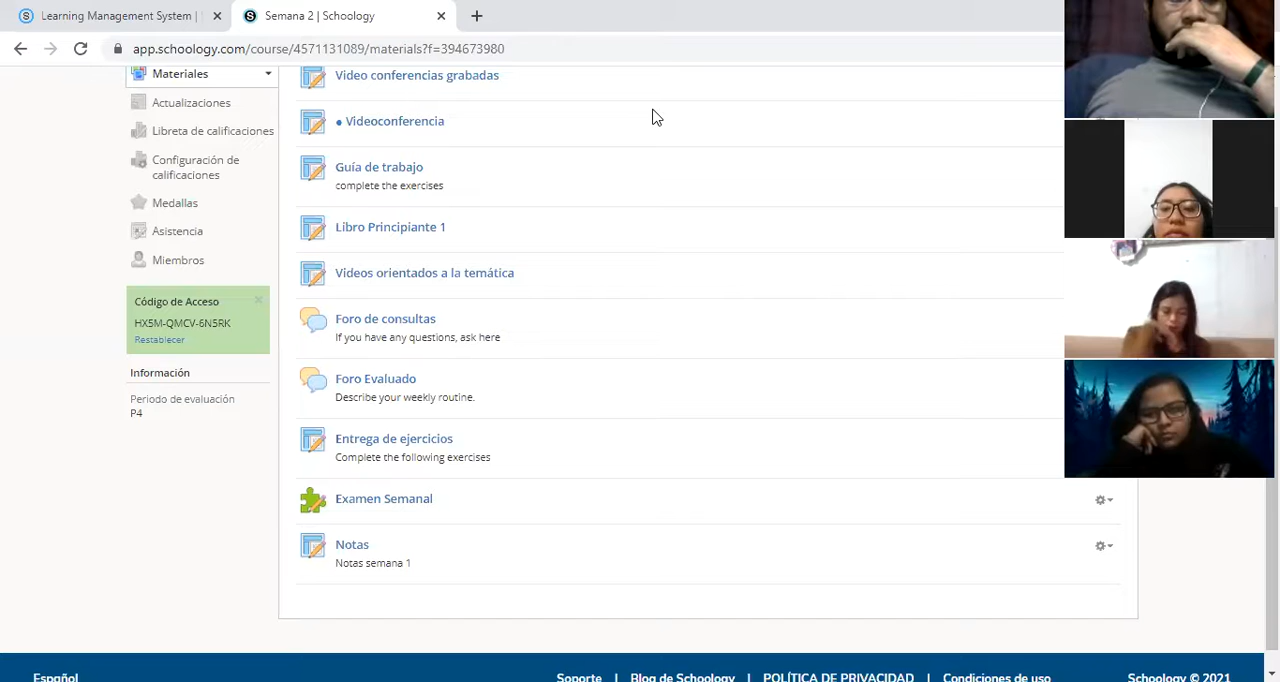 Learning Management System |
Semana 2 | Schoology
app.schoology.com/course/4571131089/materials?f=394673980
Materiales
Actualizaciones
Libreta de calificaciones
Configuración de
calificaciones
Medallas
Asistencia
Miembros
Código de Acceso
HX5M-QMCV-6N5RK
Restablecer
Información
Periodo de evaluación
P4
Video conferencias grabadas
● Videoconferencia
Guía de trabajo
complete the exercises
Libro Principiante 1
Videos orientados a la temática
Foro de consultas
If you have any questions, ask here
Foro Evaluado
Describe your weekly routine.
Entrega de ejercicios
Complete the following exercises
Examen Semanal
Notas
Notas semana 1
Español
Soporte | Blog de Schoology | POLÍTICA DE PRIVACIDAD | Condiciones de uso
Schoology © 2021